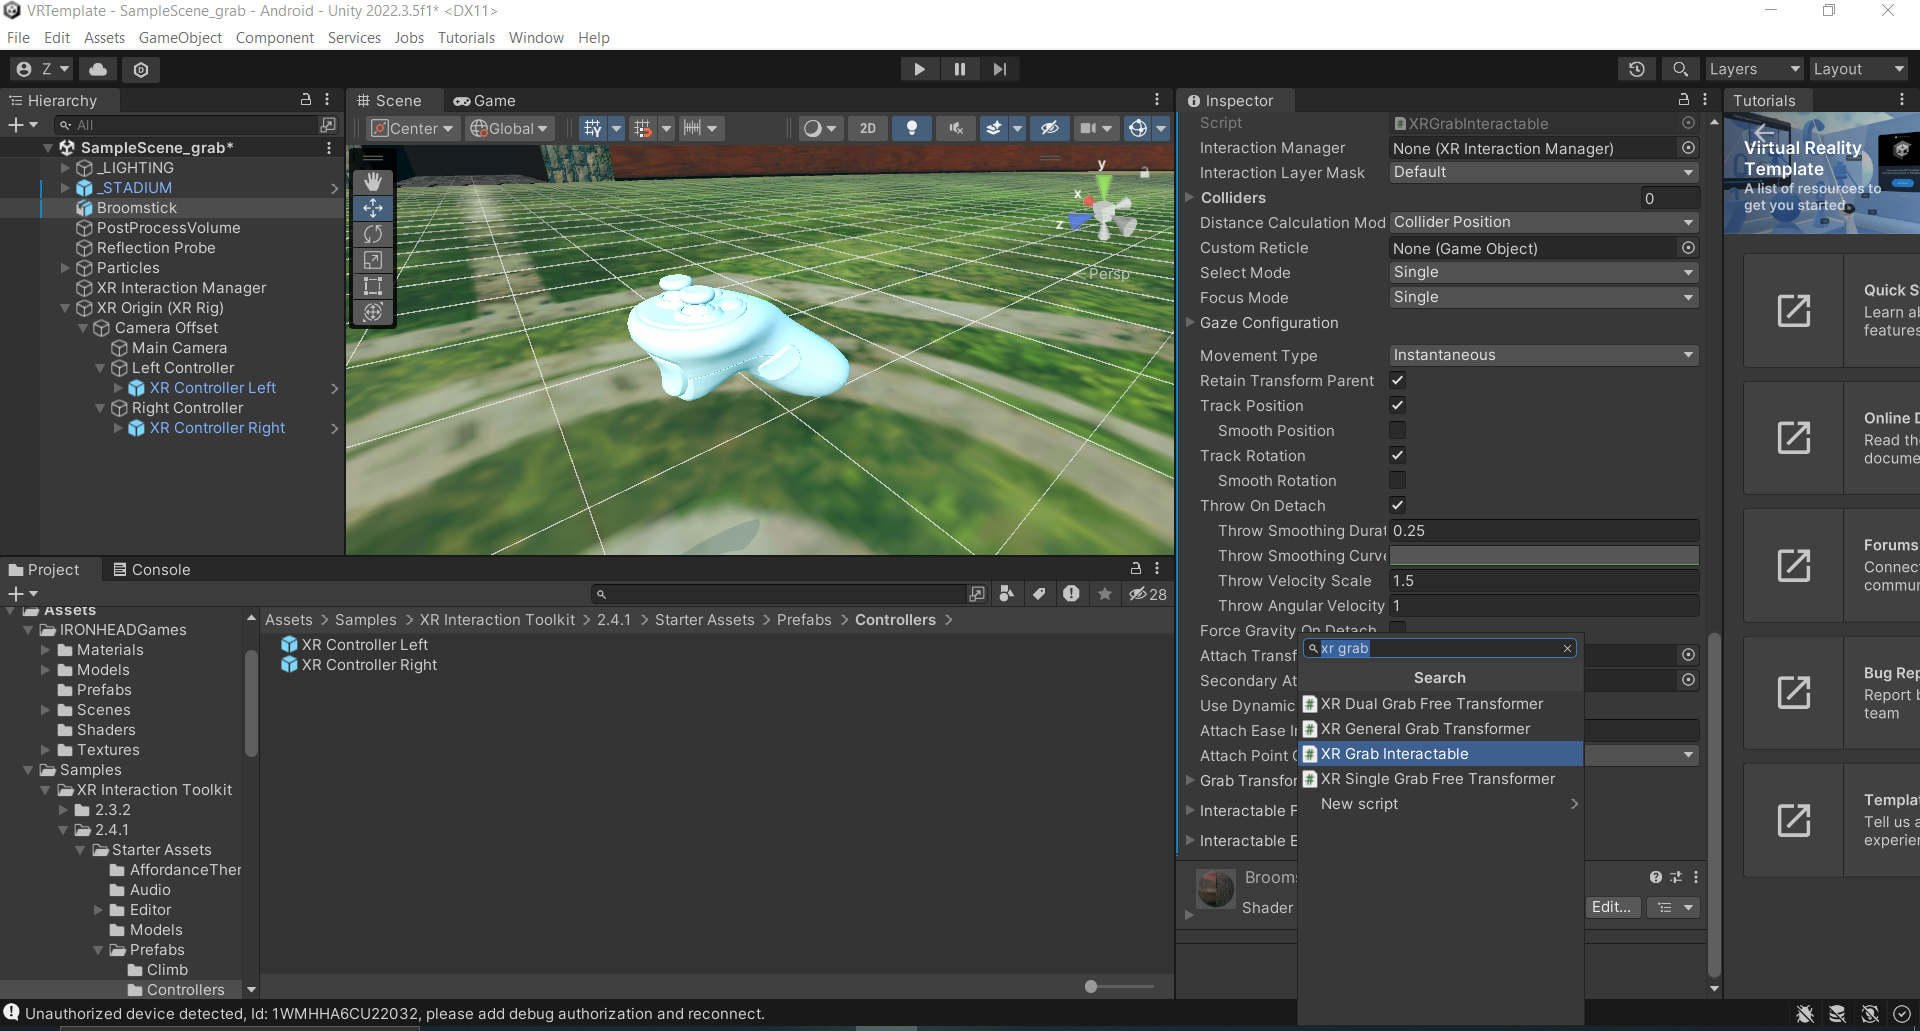 VRTemplate - SampleScene_grab - Android - Unity 2022.3.5f1* <DX11>
File Edit Assets GameObject Component Services Jobs Tutorials Window Help
Z
Layers
Layout
Hierarchy
All
SampleScene_grab*
_LIGHTING
_STADIUM
Broomstick
PostProcessVolume
Reflection Probe
Particles
XR Interaction Manager
XR Origin (XR Rig)
Camera Offset
Main Camera
Left Controller
XR Controller Left
Right Controller
XR Controller Right
Scene
Game
Center
Global
2D
y
x
z
Persp
Project
Console
28
Assets
IRONHEADGames
Materials
Models
Prefabs
Scenes
Shaders
Textures
Samples
XR Interaction Toolkit
2.3.2
2.4.1
Starter Assets
AffordanceTher
Audio
Editor
Models
Prefabs
Climb
Controllers
Assets > Samples > XR Interaction Toolkit > 2.4.1 > Starter Assets > Prefabs > Controllers >
XR Controller Left
XR Controller Right
Inspector
Script XRGrabInteractable
Interaction Manager None (XR Interaction Manager)
Interaction Layer Mask Default
Colliders 0
Distance Calculation Mod Collider Position
Custom Reticle None (Game Object)
Select Mode Single
Focus Mode Single
Gaze Configuration
Movement Type Instantaneous
Retain Transform Parent
Track Position
Smooth Position
Track Rotation
Smooth Rotation
Throw On Detach
Throw Smoothing Durat 0.25
Throw Smoothing Curve
Throw Velocity Scale 1.5
Throw Angular Velocity 1
Force Gravity On Detach
Attach Transf
Secondary At
Use Dynamic
Attach Ease I
Attach Point C
Grab Transfor
Interactable F
Interactable E
Brooms
Shader
Edit...
xr grab
Search
XR Dual Grab Free Transformer
XR General Grab Transformer
XR Grab Interactable
XR Single Grab Free Transformer
New script
Tutorials
Virtual Reality
Template
A list of resources to
get you started
Quick S
Learn ab
features
Online D
Read the
docume
Forums
Connect
commun
Bug Rep
Report b
team
Templat
Tell us a
experien
Unauthorized device detected, Id: 1WMHHA6CU22032, please add debug authorization and reconnect.